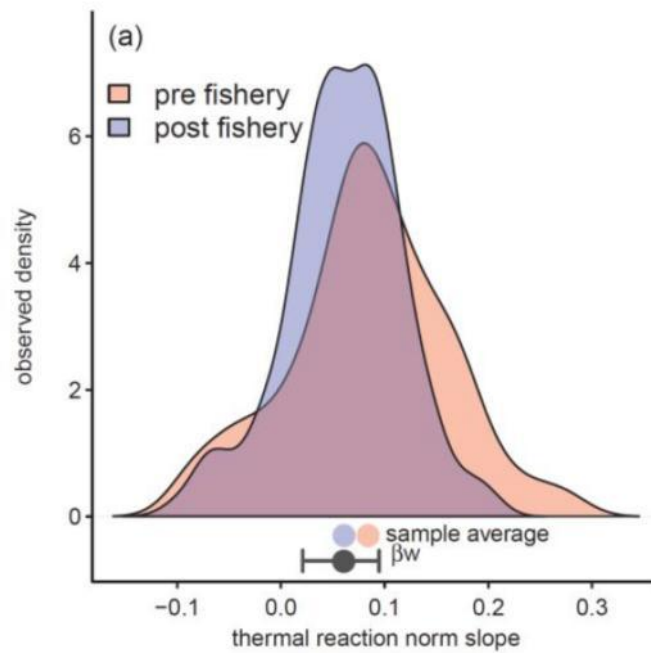 (a)
pre fishery
post fishery
observed density
6
4
2
0
sample average
βw
−0.1
0.0
0.1
0.2
0.3
thermal reaction norm slope